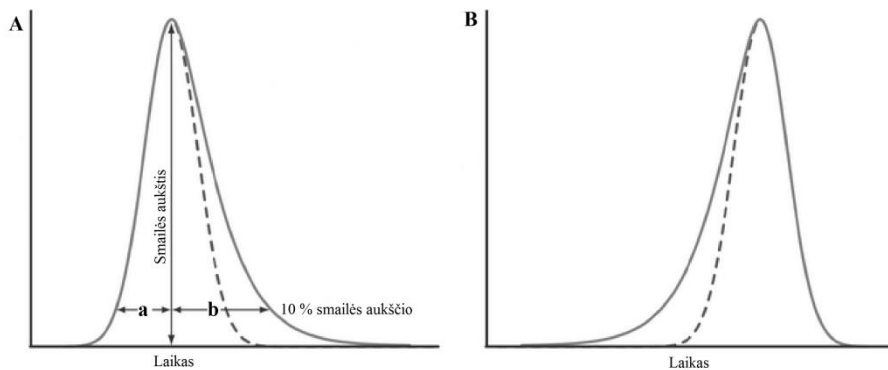 A
Smailės aukštis
a
b
10 % smailės aukščio
Laikas
B
Laikas